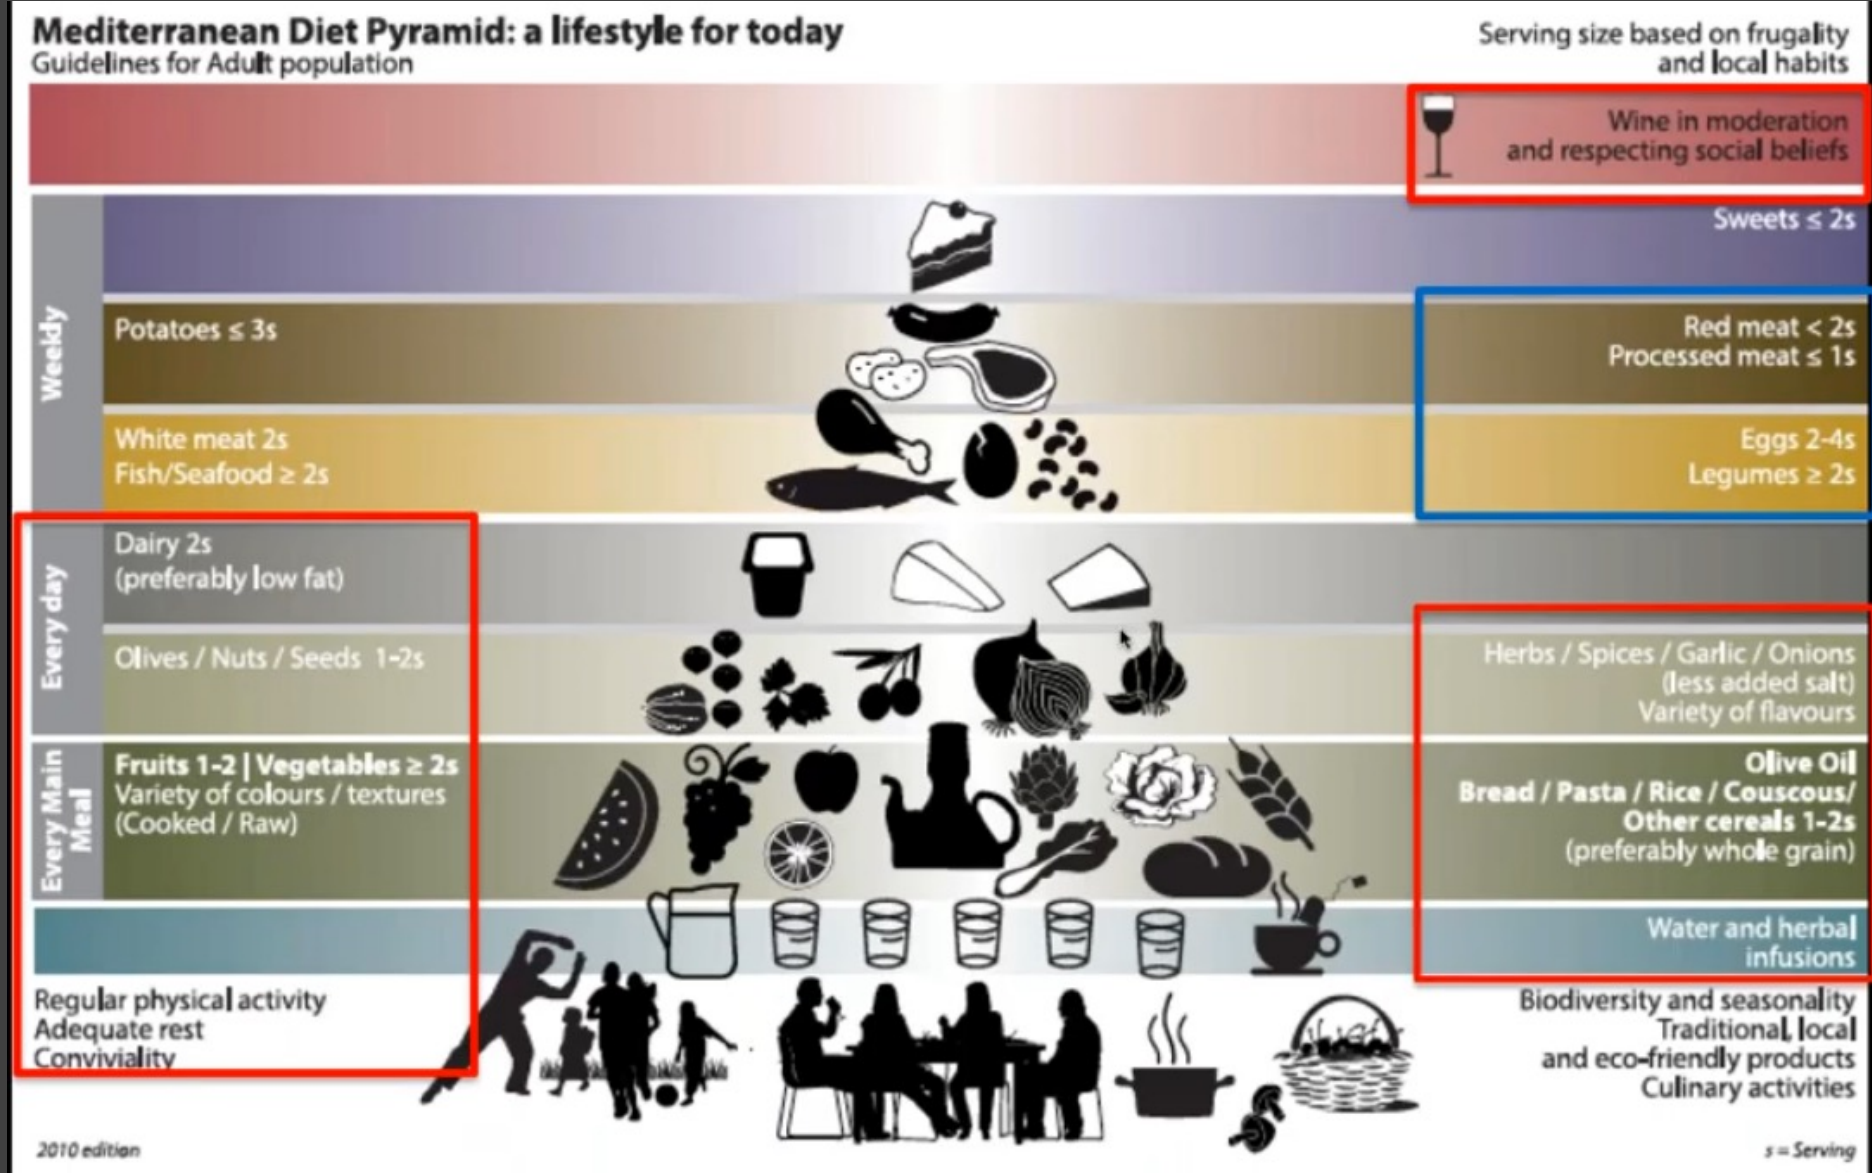 Mediterranean Diet Pyramid: a lifestyle for today
Guidelines for Adult population
Serving size based on frugality
and local habits
Wine in moderation
and respecting social beliefs
Weekly
Sweets ≤ 2s
Potatoes ≤ 3s
Red meat < 2s
Processed meat ≤ 1s
White meat 2s
Fish/Seafood ≥ 2s
Eggs 2-4s
Legumes ≥ 2s
Every day
Dairy 2s
(preferably low fat)
Olives / Nuts / Seeds 1-2s
Herbs / Spices / Garlic / Onions
(less added salt)
Variety of flavours
Every Main
Meal
Fruits 1-2 | Vegetables ≥ 2s
Variety of colours / textures
(Cooked / Raw)
Olive Oil
Bread / Pasta / Rice / Couscous/
Other cereals 1-2s
(preferably whole grain)
Water and herbal
infusions
Regular physical activity
Adequate rest
Conviviality
Biodiversity and seasonality
Traditional, local
and eco-friendly products
Culinary activities
2010 edition
s = Serving